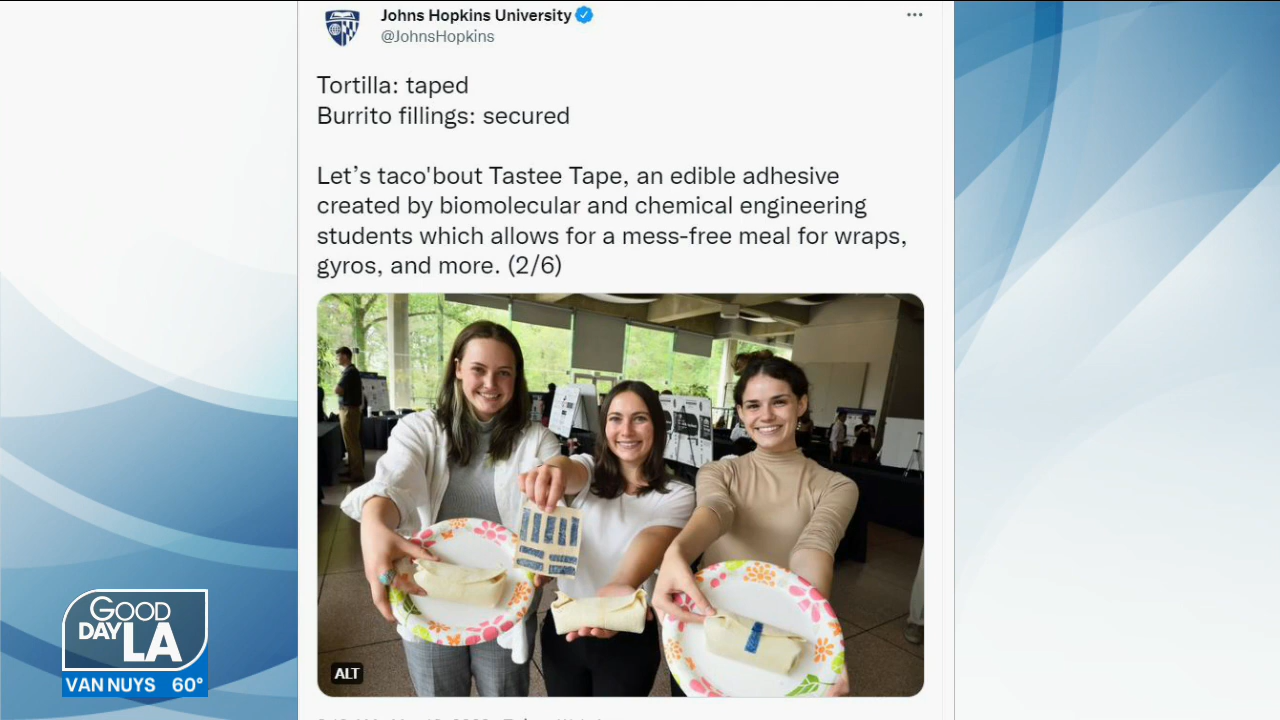 Johns Hopkins University
@JohnsHopkins
Tortilla: taped
Burrito fillings: secured
Let’s taco'bout Tastee Tape, an edible adhesive
created by biomolecular and chemical engineering
students which allows for a mess-free meal for wraps,
gyros, and more. (2/6)
ALT
GOOD
DAY LA
VAN NUYS 60°